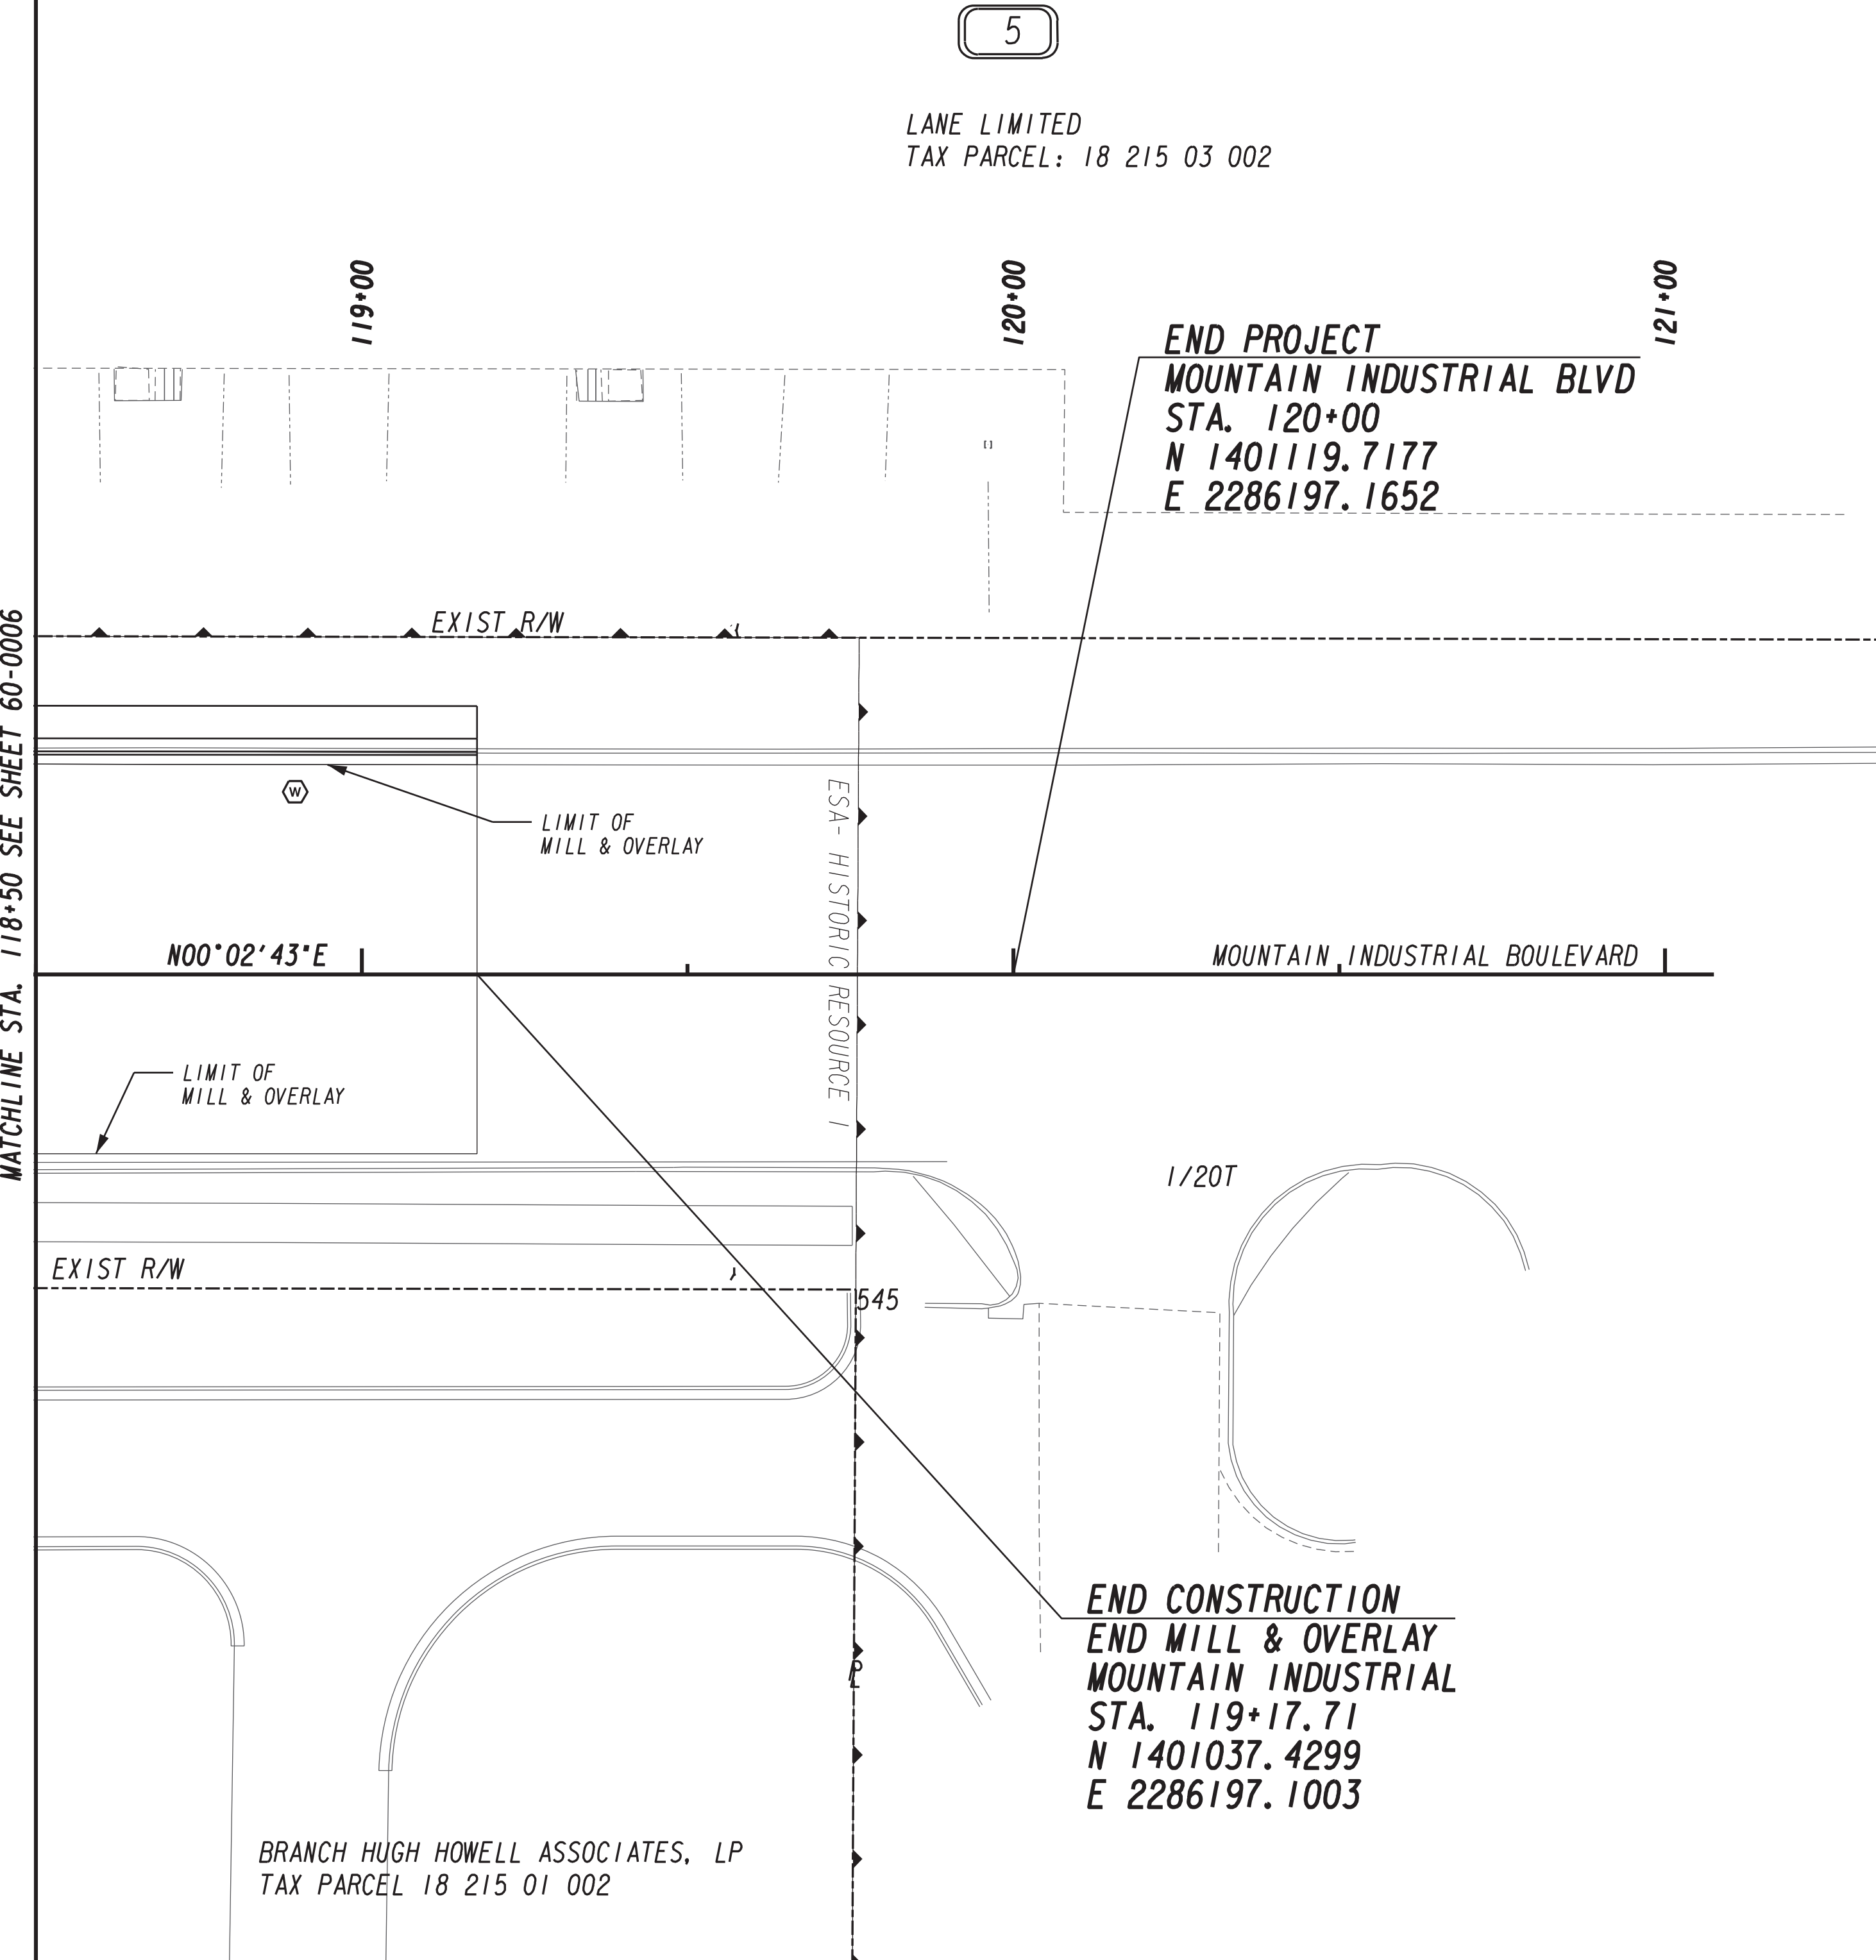 5
LANE LIMITED
TAX PARCEL: 18 215 03 002
119+00
120+00
121+00
END PROJECT
MOUNTAIN INDUSTRIAL BLVD
STA. 120+00
N 1401119.7177
E 2286197.1652
EXIST R/W
MATCHLINE STA. 118+50 SEE SHEET 60-0006
W
LIMIT OF
MILL & OVERLAY
ESA- HISTORIC RESOURCE 1
N00°02'43"E
MOUNTAIN INDUSTRIAL BOULEVARD
LIMIT OF
MILL & OVERLAY
1/20T
EXIST R/W
545
END CONSTRUCTION
END MILL & OVERLAY
MOUNTAIN INDUSTRIAL
STA. 119+17.71
N 1401037.4299
E 2286197.1003
BRANCH HUGH HOWELL ASSOCIATES, LP
TAX PARCEL 18 215 01 002